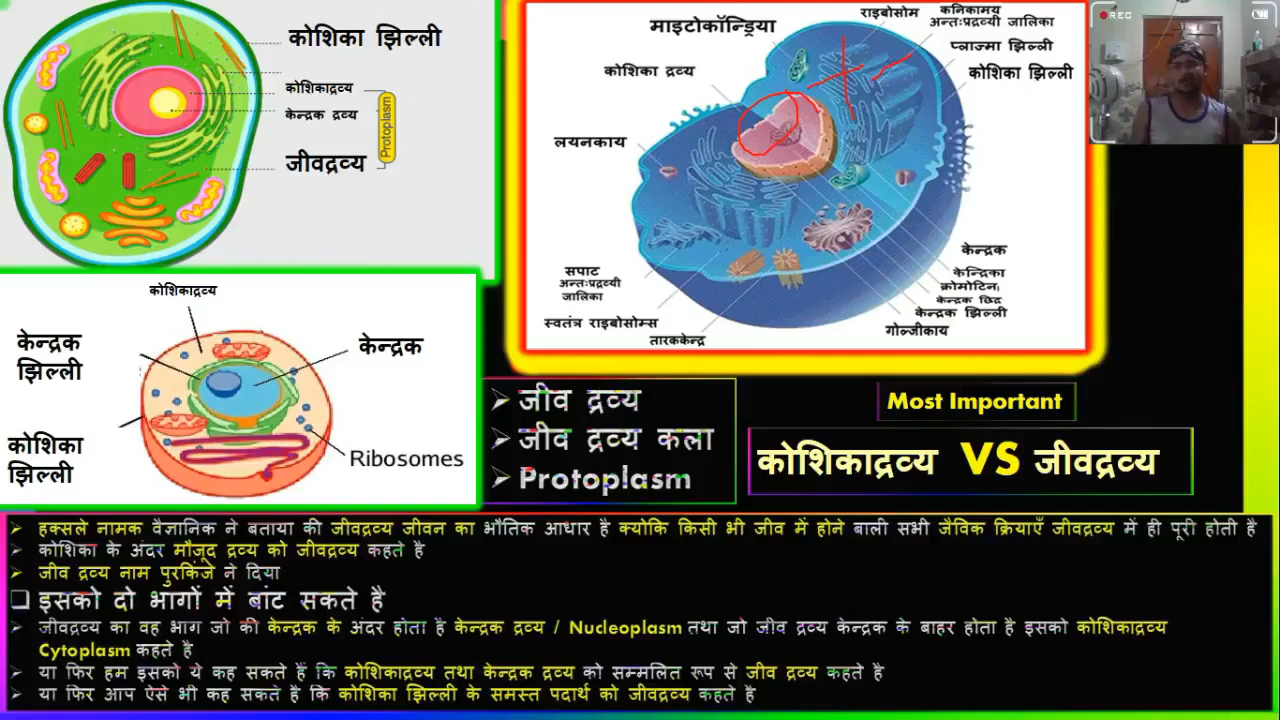 कोशिका झिल्ली
कोशिकाद्रव्य
केन्द्रक द्रव्य
Protoplasm
जीवद्रव्य
माइटोकॉन्ड्रिया
राइबोसोम
कनिकामय
अन्तःप्रद्रव्यी जालिका
प्लाज्मा झिल्ली
कोशिका झिल्ली
कोशिका द्रव्य
लयनकाय
सपाट
अन्तःप्रद्रव्यी
जालिका
स्वतंत्र राइबोसोम्स
तारककेन्द्र
केन्द्रक
केन्द्रिका
क्रोमोटिन
केन्द्रक छिद्र
केन्द्रक झिल्ली
गोल्जीकाय
REC
कोशिकाद्रव्य
केन्द्रक
झिल्ली
केन्द्रक
कोशिका
झिल्ली
Ribosomes
➢ जीव द्रव्य
➢ जीव द्रव्य कला
➢ Protoplasm
Most Important
कोशिकाद्रव्य VS जीवद्रव्य
➢ हक्सले नामक वैज्ञानिक ने बताया की जीवद्रव्य जीवन का भौतिक आधार है क्योकि किसी भी जीव में होने बाली सभी जैविक क्रियाएँ जीवद्रव्य में ही पूरी होती है
➢ कोशिका के अंदर मौजूद द्रव्य को जीवद्रव्य कहते है
➢ जीव द्रव्य नाम पुरकिंजे ने दिया
❑ इसको दो भागों में बांट सकते है
➢ जीवद्रव्य का वह भाग जो की केन्द्रक के अंदर होता है केन्द्रक द्रव्य / Nucleoplasm तथा जो जीव द्रव्य केन्द्रक के बाहर होता है इसको कोशिकाद्रव्य
Cytoplasm कहते है
➢ या फिर हम इसको ये कह सकते हैं कि कोशिकाद्रव्य तथा केन्द्रक द्रव्य को सम्मलित रूप से जीव द्रव्य कहते है
➢ या फिर आप ऐसे भी कह सकते है कि कोशिका झिल्ली के समस्त पदार्थ को जीवद्रव्य कहते है